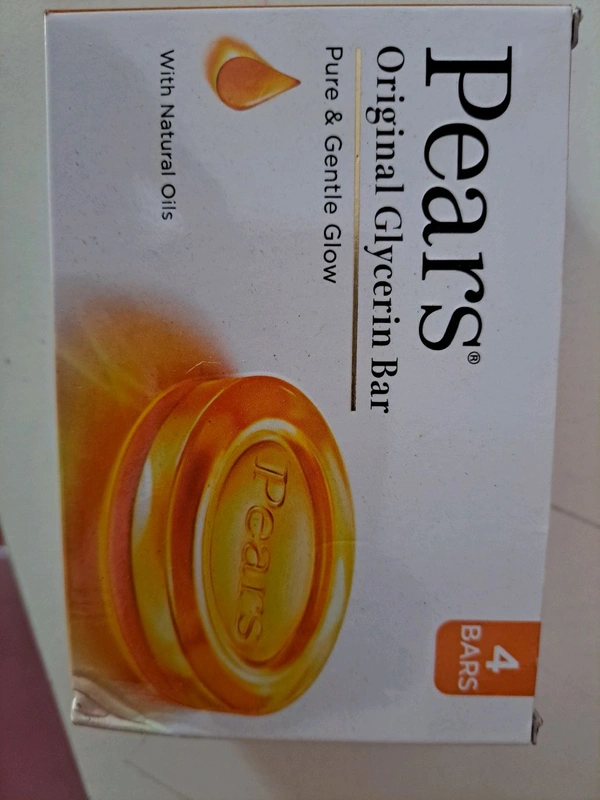 Pears®
Original Glycerin Bar
Pure & Gentle Glow
With Natural Oils
4
BARS
Pears